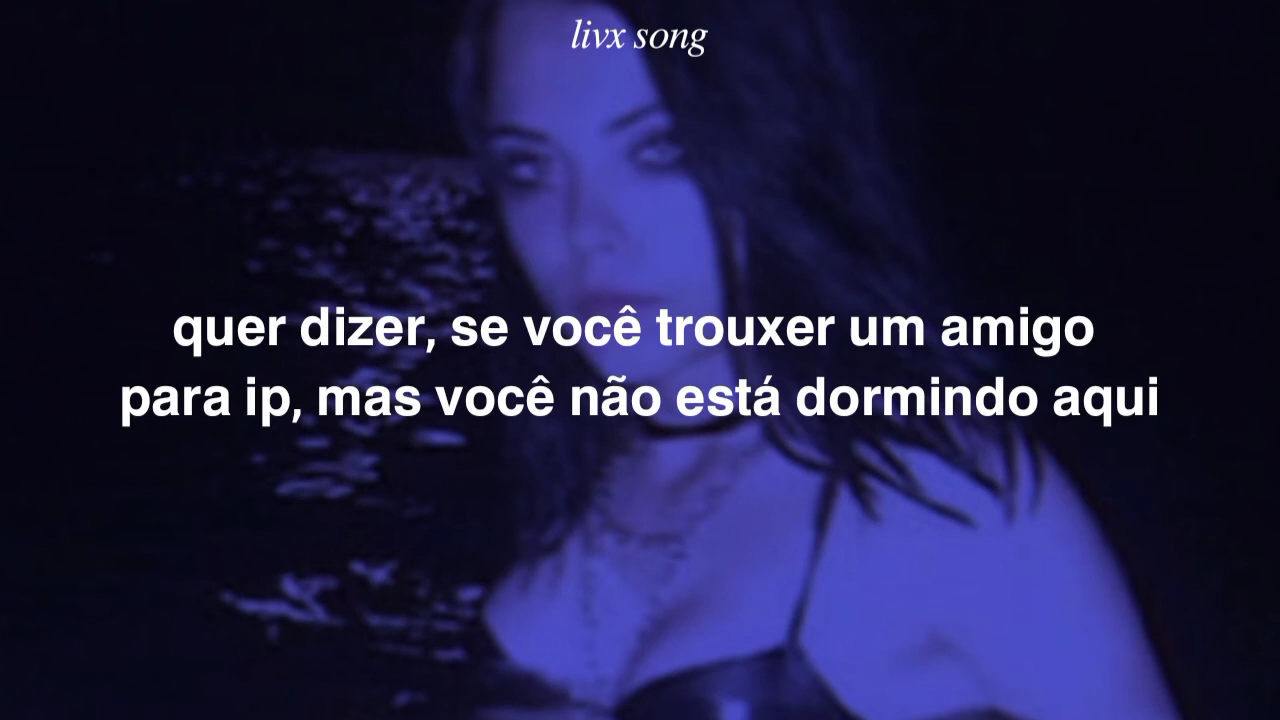 livx song
quer dizer, se você trouxer um amigo
para ip, mas você não está dormindo aqui